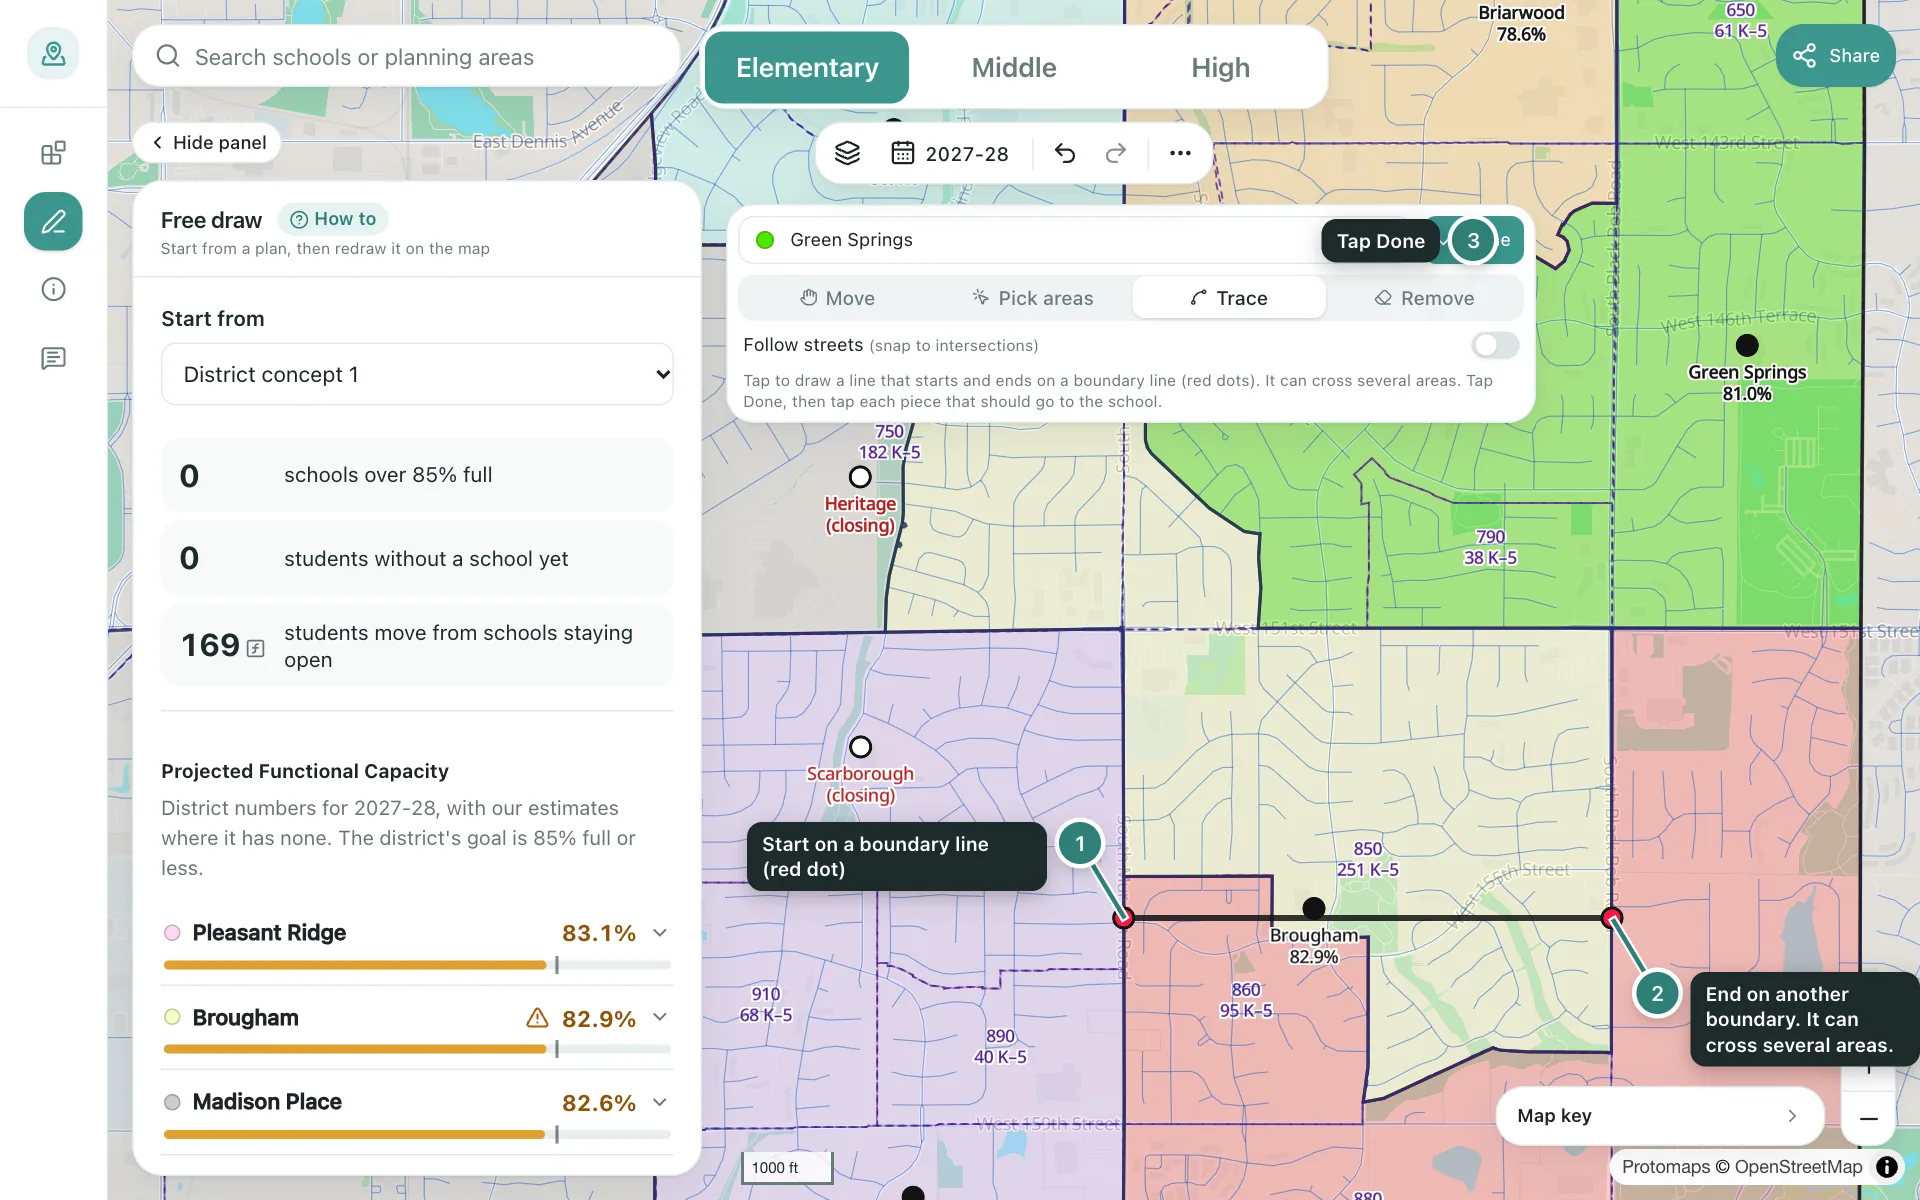 Search schools or planning areas
Elementary
Middle
High
Share
Briarwood
78.6%
650
61 K–5
East Dennis Avenue
West 143rd Street
Hide panel
2027-28
Free draw
How to
Start from a plan, then redraw it on the map
Green Springs
Tap Done
3
Move
Pick areas
Trace
Remove
Follow streets (snap to intersections)
Tap to draw a line that starts and ends on a boundary line (red dots). It can cross several areas. Tap
Done, then tap each piece that should go to the school.
West 146th Terrace
Green Springs
81.0%
Start from
District concept 1
0
schools over 85% full
0
students without a school yet
169
students move from schools staying
open
750
182 K–5
Heritage
(closing)
790
38 K–5
West 151st Street
West 151st Street
Scarborough
(closing)
Start on a boundary line
(red dot)
1
850
251 K–5
West 155th Street
Brougham
82.9%
860
95 K–5
910
68 K–5
890
40 K–5
West 159th Street
2
End on another
boundary. It can
cross several areas.
Projected Functional Capacity
District numbers for 2027-28, with our estimates
where it has none. The district's goal is 85% full or
less.
Pleasant Ridge
83.1%
Brougham
82.9%
Madison Place
82.6%
Map key
1000 ft
880
Protomaps © OpenStreetMap